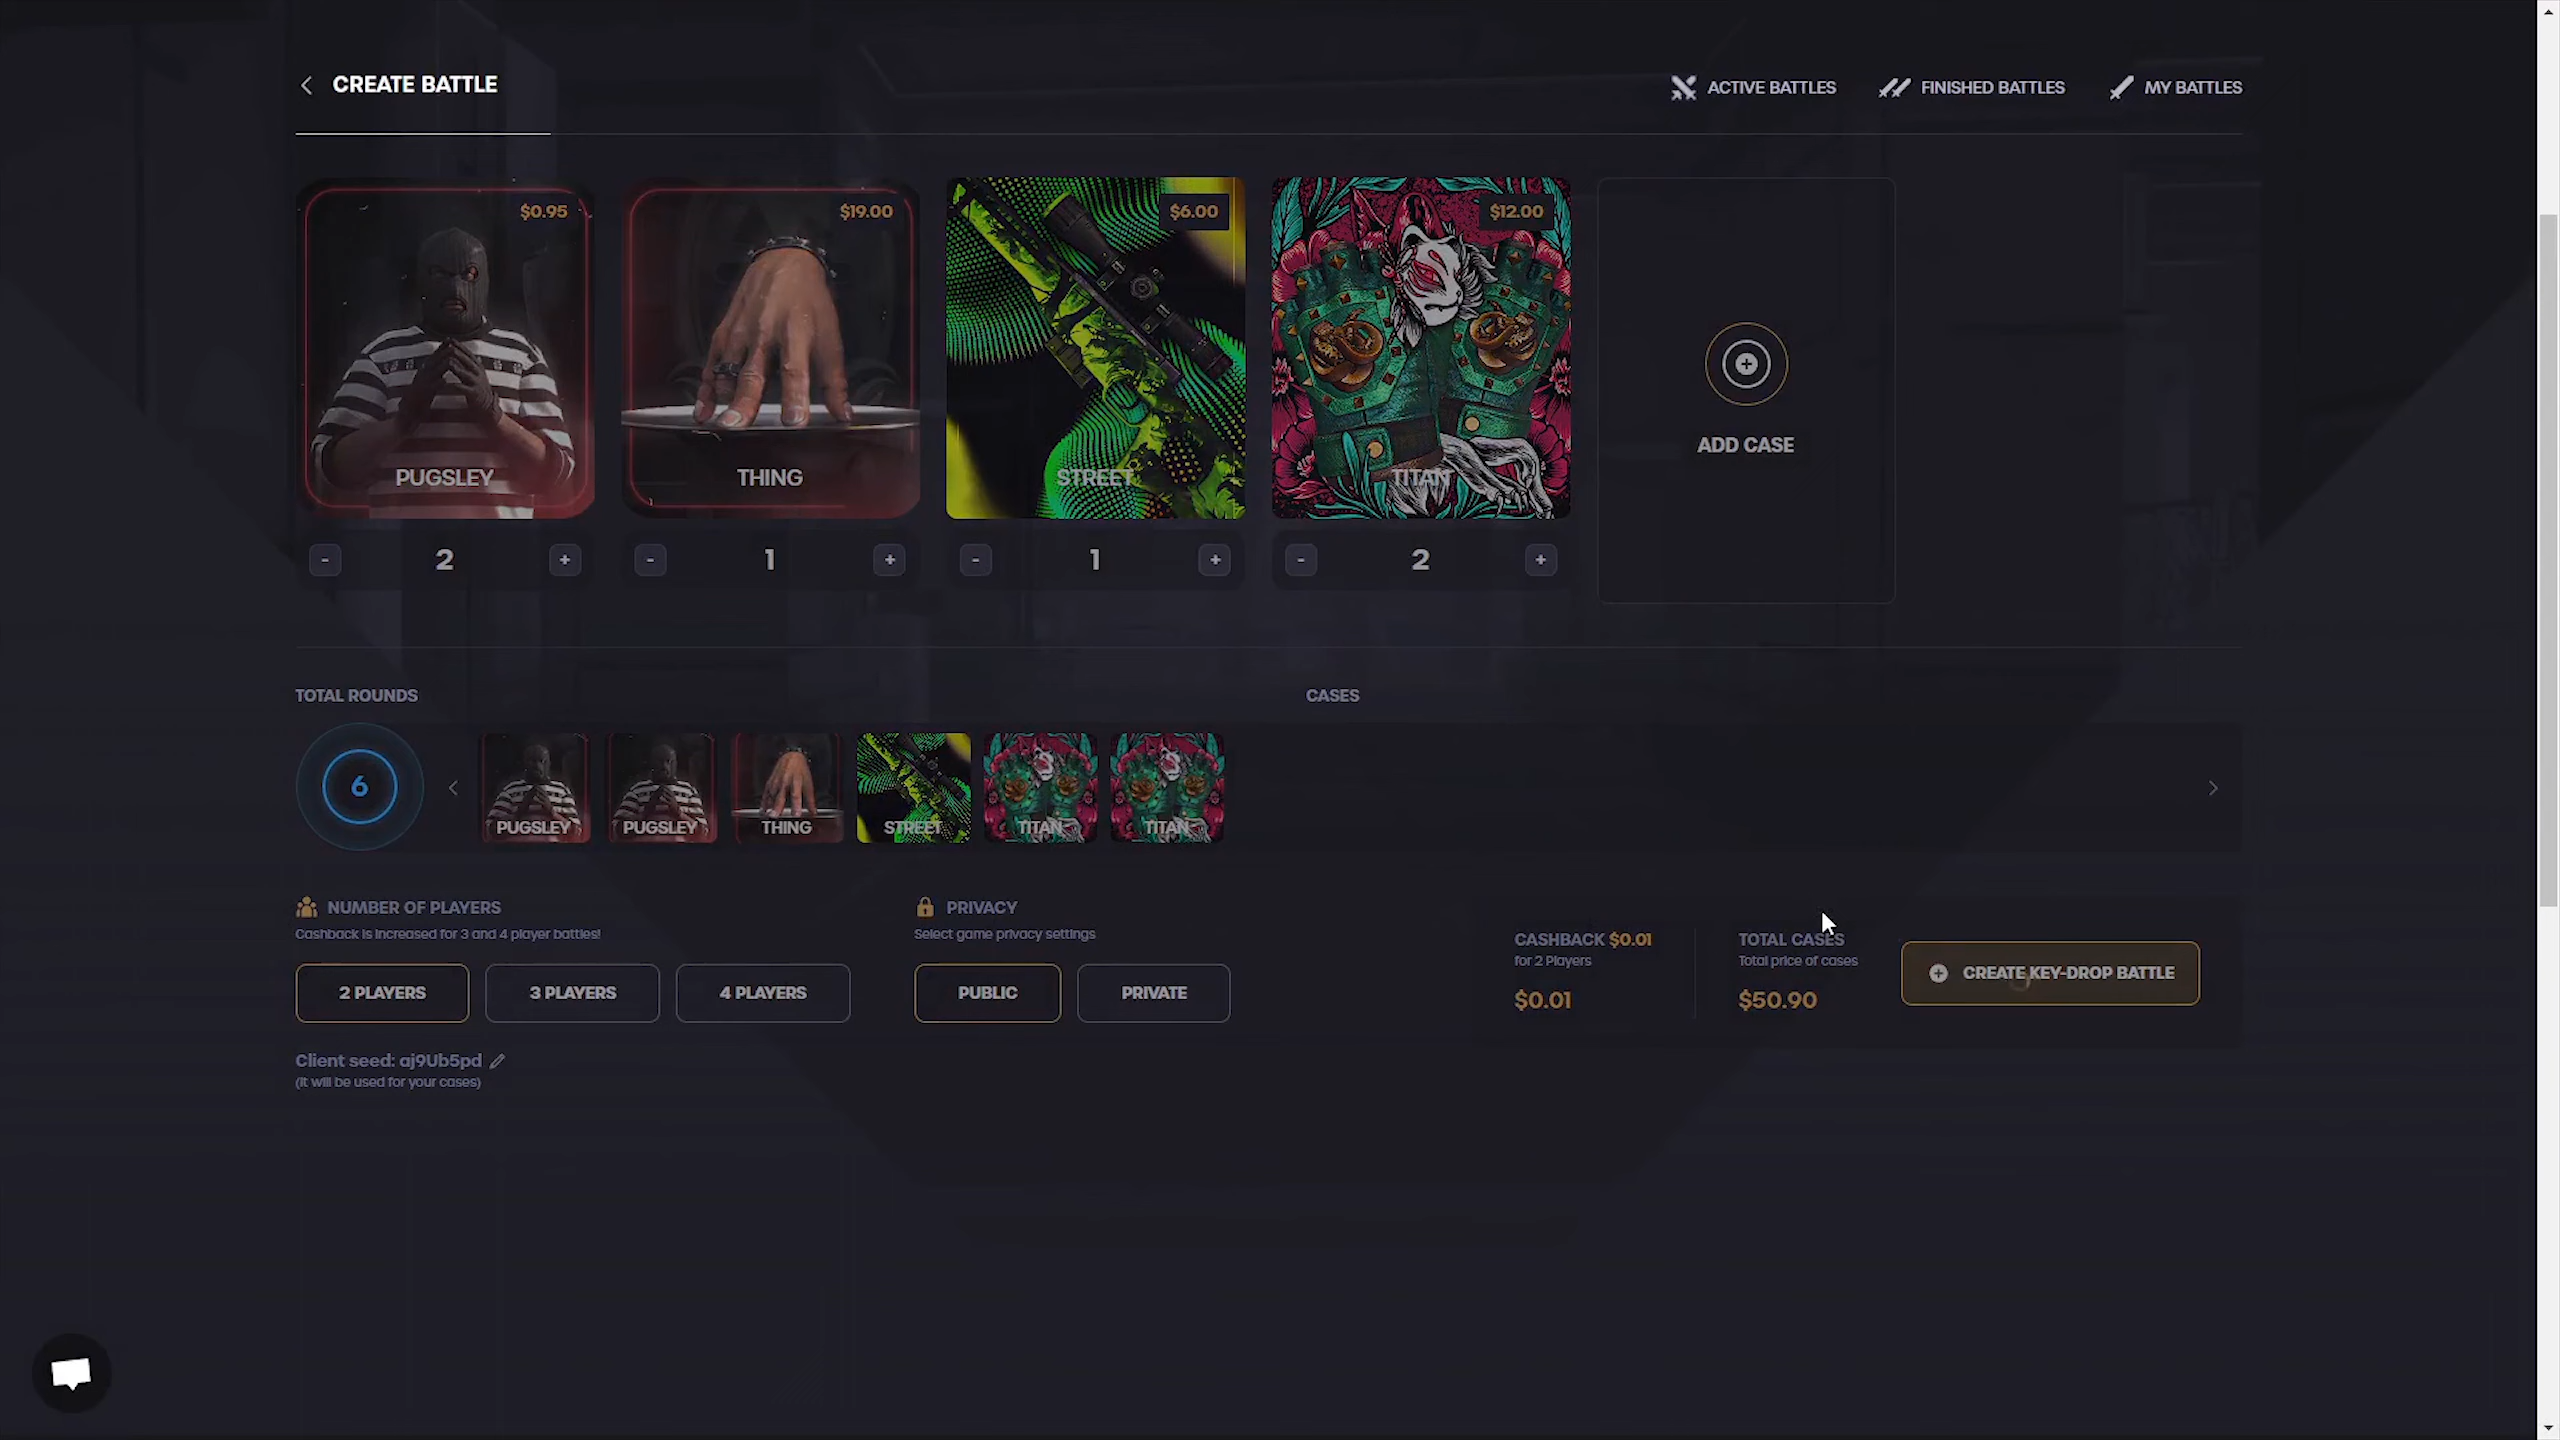 CREATE BATTLE
ACTIVE BATTLES
FINISHED BATTLES
MY BATTLES
$0.95
$19.00
$6.00
$12.00
PUGSLEY
THING
STREET
TITAN
ADD CASE
- 2 +
- 1 +
- 1 +
- 2 +
TOTAL ROUNDS
CASES
6
PUGSLEY
PUGSLEY
THING
STREET
TITAN
TITAN
NUMBER OF PLAYERS
Cashback is increased for 3 and 4 player battles!
2 PLAYERS
3 PLAYERS
4 PLAYERS
PRIVACY
Select game privacy settings
PUBLIC
PRIVATE
CASHBACK $0.01
for 2 Players
$0.01
TOTAL CASES
Total price of cases
$50.90
CREATE KEY-DROP BATTLE
Client seed: aj9Ub5pd
(It will be used for your cases)